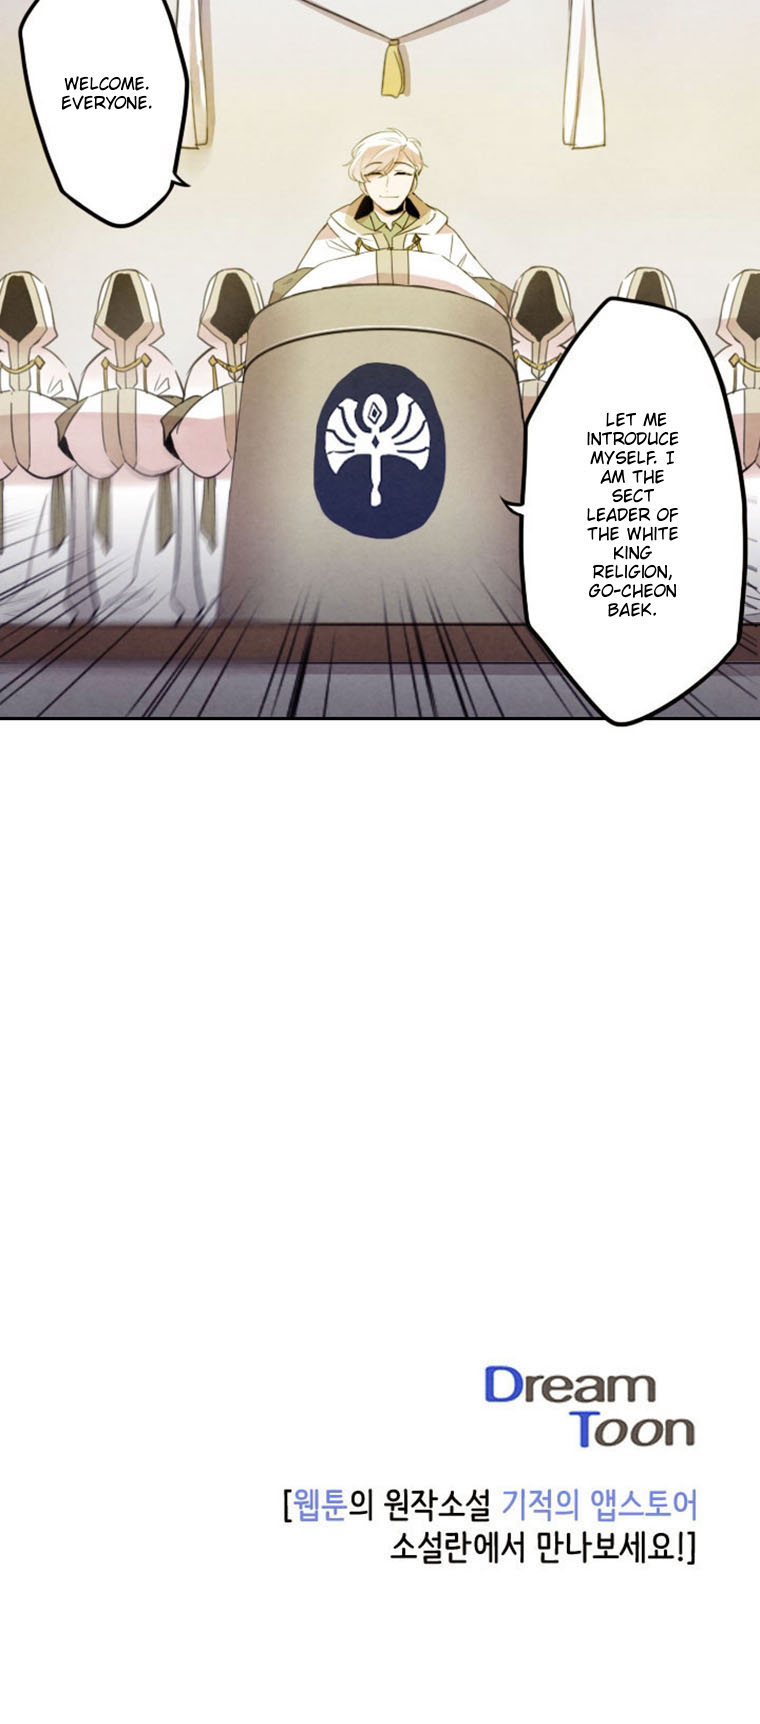 WELCOME.
EVERYONE.
LET ME
INTRODUCE
MYSELF. I
AM THE
SECT
LEADER OF
THE WHITE
KING
RELIGION,
GO-CHEON
BAEK.
Dream
Toon
[웹툰의 원작소설 기적의 앱스토어
소설란에서 만나보세요!]